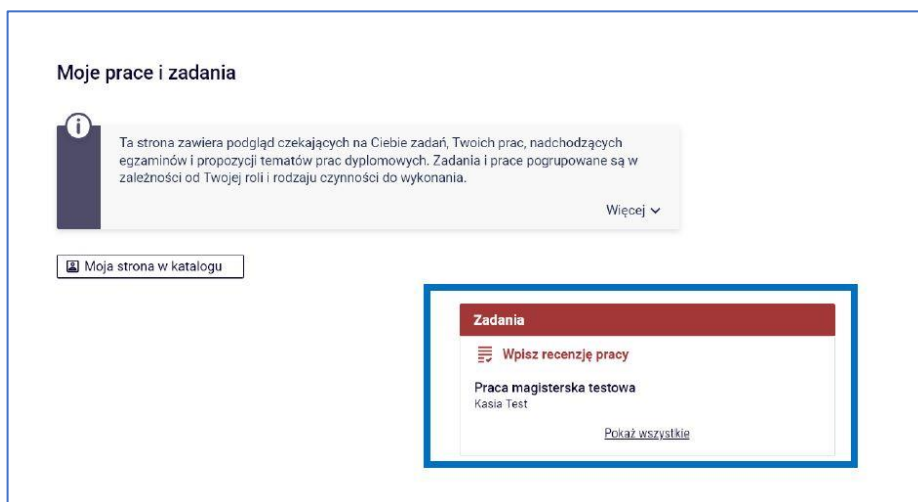 Moje prace i zadania
Ta strona zawiera podgląd czekających na Ciebie zadań, Twoich prac, nadchodzących
egzaminów i propozycji tematów prac dyplomowych. Zadania i prace pogrupowane są w
zależności od Twojej roli i rodzaju czynności do wykonania.
Więcej
Moja strona w katalogu
Zadania
Wpisz recenzję pracy
Praca magisterska testowa
Kasia Test
Pokaż wszystkie